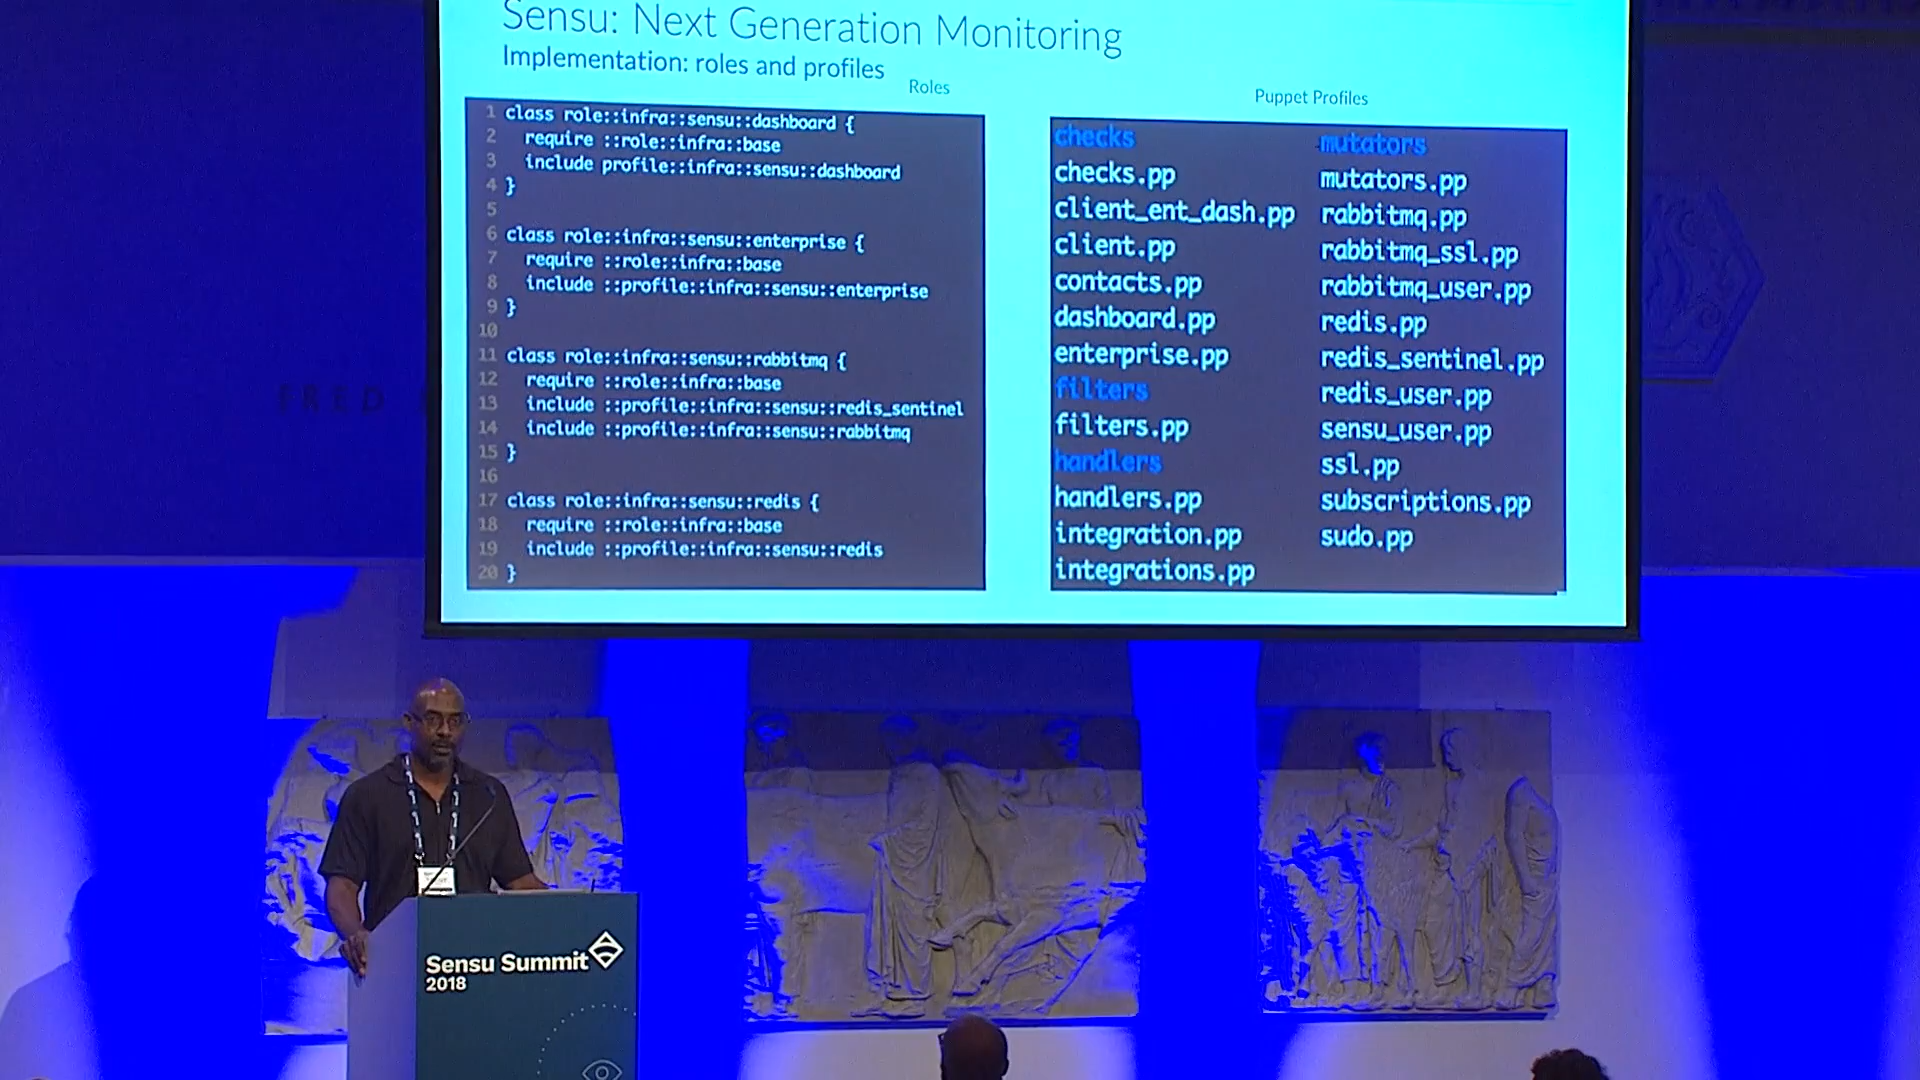 Sensu: Next Generation Monitoring
Implementation: roles and profiles
Roles
1 class role::infra::sensu::dashboard {
2 require ::role::infra::base
3 include profile::infra::sensu::dashboard
4 }
5
6 class role::infra::sensu::enterprise {
7 require ::role::infra::base
8 include ::profile::infra::sensu::enterprise
9 }
10
11 class role::infra::sensu::rabbitmq {
12 require ::role::infra::base
13 include ::profile::infra::sensu::redis_sentinel
14 include ::profile::infra::sensu::rabbitmq
15 }
16
17 class role::infra::sensu::redis {
18 require ::role::infra::base
19 include ::profile::infra::sensu::redis
20 }
Puppet Profiles
checks
checks.pp
client_ent_dash.pp
client.pp
contacts.pp
dashboard.pp
enterprise.pp
filters
filters.pp
handlers
handlers.pp
integration.pp
integrations.pp
mutators
mutators.pp
rabbitmq.pp
rabbitmq_ssl.pp
rabbitmq_user.pp
redis.pp
redis_sentinel.pp
redis_user.pp
sensu_user.pp
ssl.pp
subscriptions.pp
sudo.pp
FRED
Sensu Summit
2018